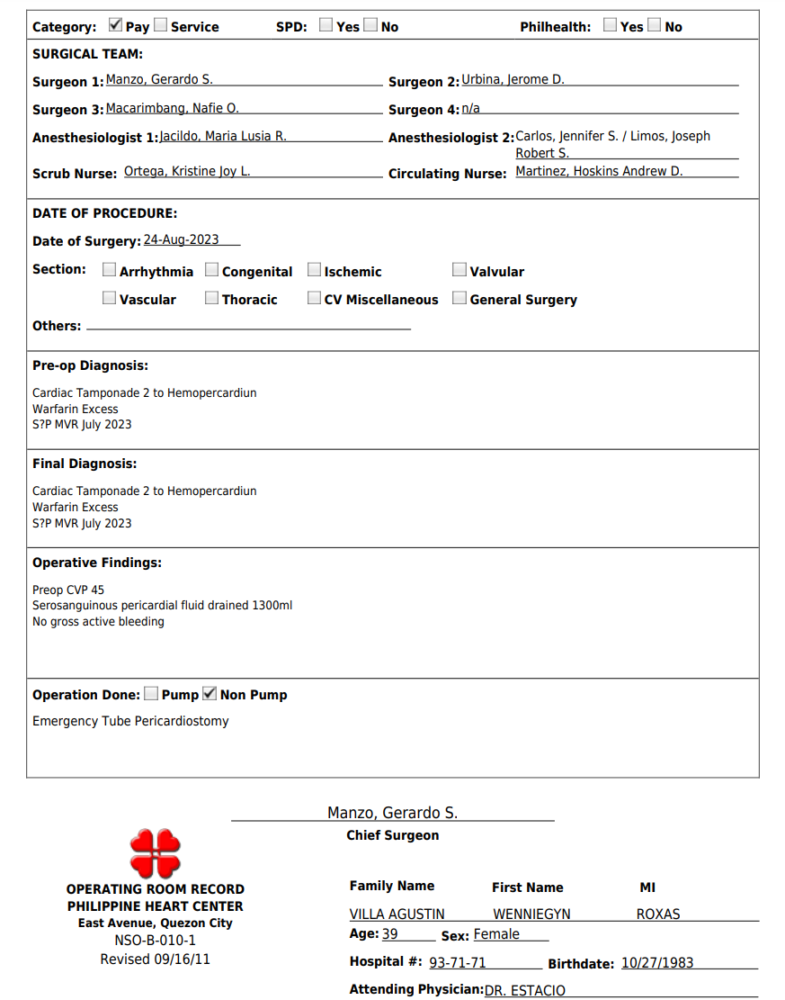 Category: Pay Service SPD: Yes No Philhealth: Yes No
SURGICAL TEAM:
Surgeon 1: Manzo, Gerardo S. Surgeon 2: Urbina, Jerome D.
Surgeon 3: Macarimbang, Nafie O. Surgeon 4: n/a
Anesthesiologist 1: Jacildo, Maria Lusia R. Anesthesiologist 2: Carlos, Jennifer S. / Limos, Joseph
Robert S.
Scrub Nurse: Ortega, Kristine Joy L. Circulating Nurse: Martinez, Hoskins Andrew D.
DATE OF PROCEDURE:
Date of Surgery: 24-Aug-2023
Section: Arrhythmia Congenital Ischemic Valvular
Vascular Thoracic CV Miscellaneous General Surgery
Others:
Pre-op Diagnosis:
Cardiac Tamponade 2 to Hemopercardiun
Warfarin Excess
S?P MVR July 2023
Final Diagnosis:
Cardiac Tamponade 2 to Hemopercardiun
Warfarin Excess
S?P MVR July 2023
Operative Findings:
Preop CVP 45
Serosanguinous pericardial fluid drained 1300ml
No gross active bleeding
Operation Done: Pump Non Pump
Emergency Tube Pericardiostomy
Manzo, Gerardo S.
Chief Surgeon
OPERATING ROOM RECORD
PHILIPPINE HEART CENTER
East Avenue, Quezon City
NSO-B-010-1
Revised 09/16/11
Family Name First Name MI
VILLA AGUSTIN WENNIEGYN ROXAS
Age: 39 Sex: Female
Hospital #: 93-71-71 Birthdate: 10/27/1983
Attending Physician: DR. ESTACIO